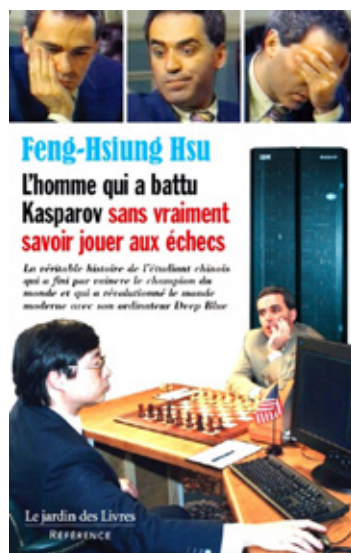 Feng-Hsiung Hsu
L'homme qui a battu
Kasparov sans vraiment
savoir jouer aux échecs
La véritable histoire de l'étudiant chinois
qui a fini par vaincre le champion du
monde et qui a révolutionné le monde
moderne avec son ordinateur Deep Blue
IBM
Le jardin des Livres
RÉFÉRENCE